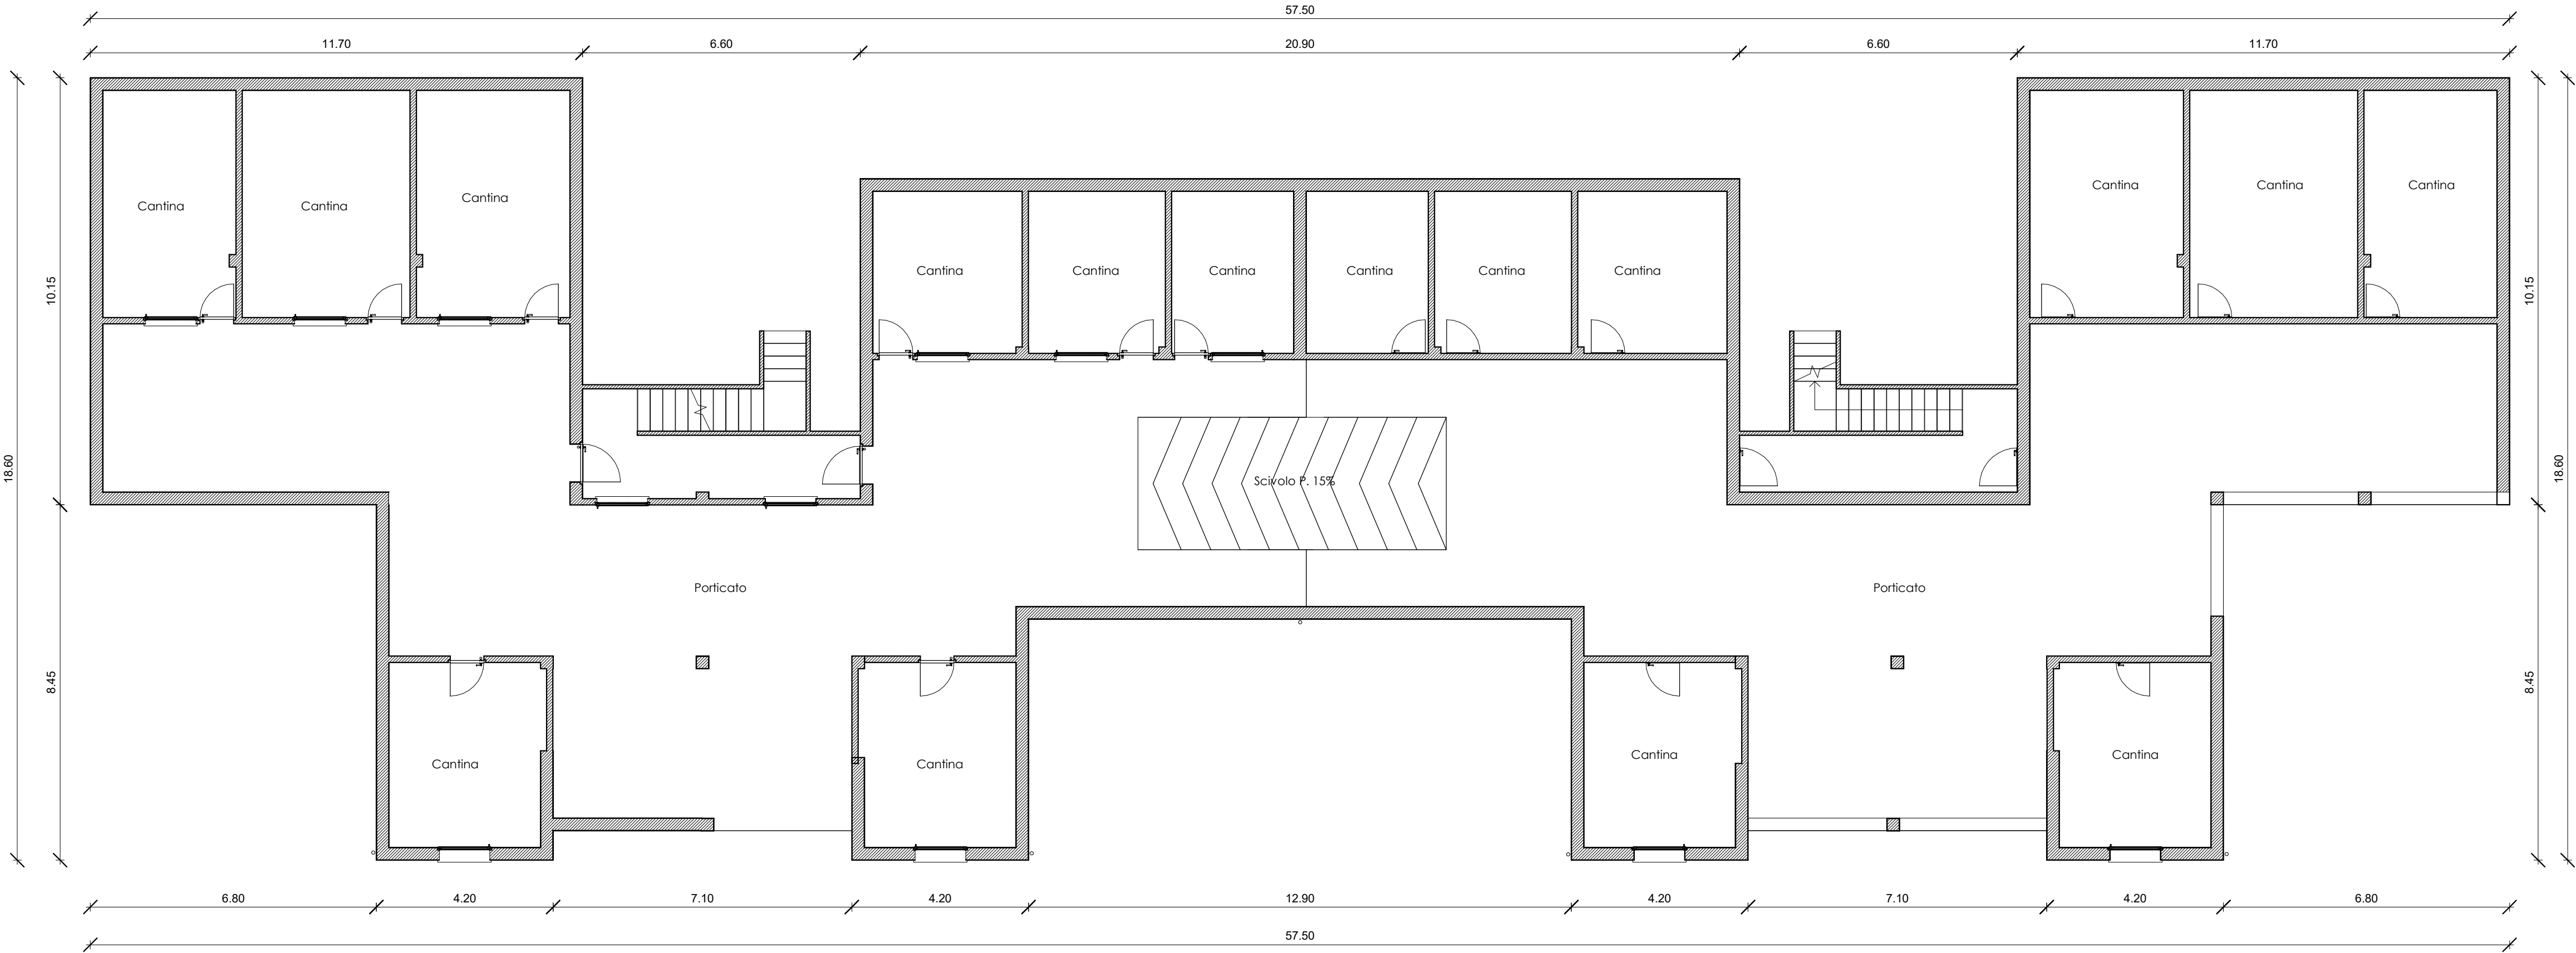 57.50
11.70 6.60 20.90 6.60 11.70
Cantina Cantina Cantina
Cantina Cantina Cantina
Cantina Cantina Cantina Cantina Cantina Cantina
10.15 10.15
18.60 18.60
Scivolo P. 15%
Porticato Porticato
8.45 8.45
Cantina Cantina Cantina Cantina
6.80 4.20 7.10 4.20 12.90 4.20 7.10 4.20 6.80
57.50